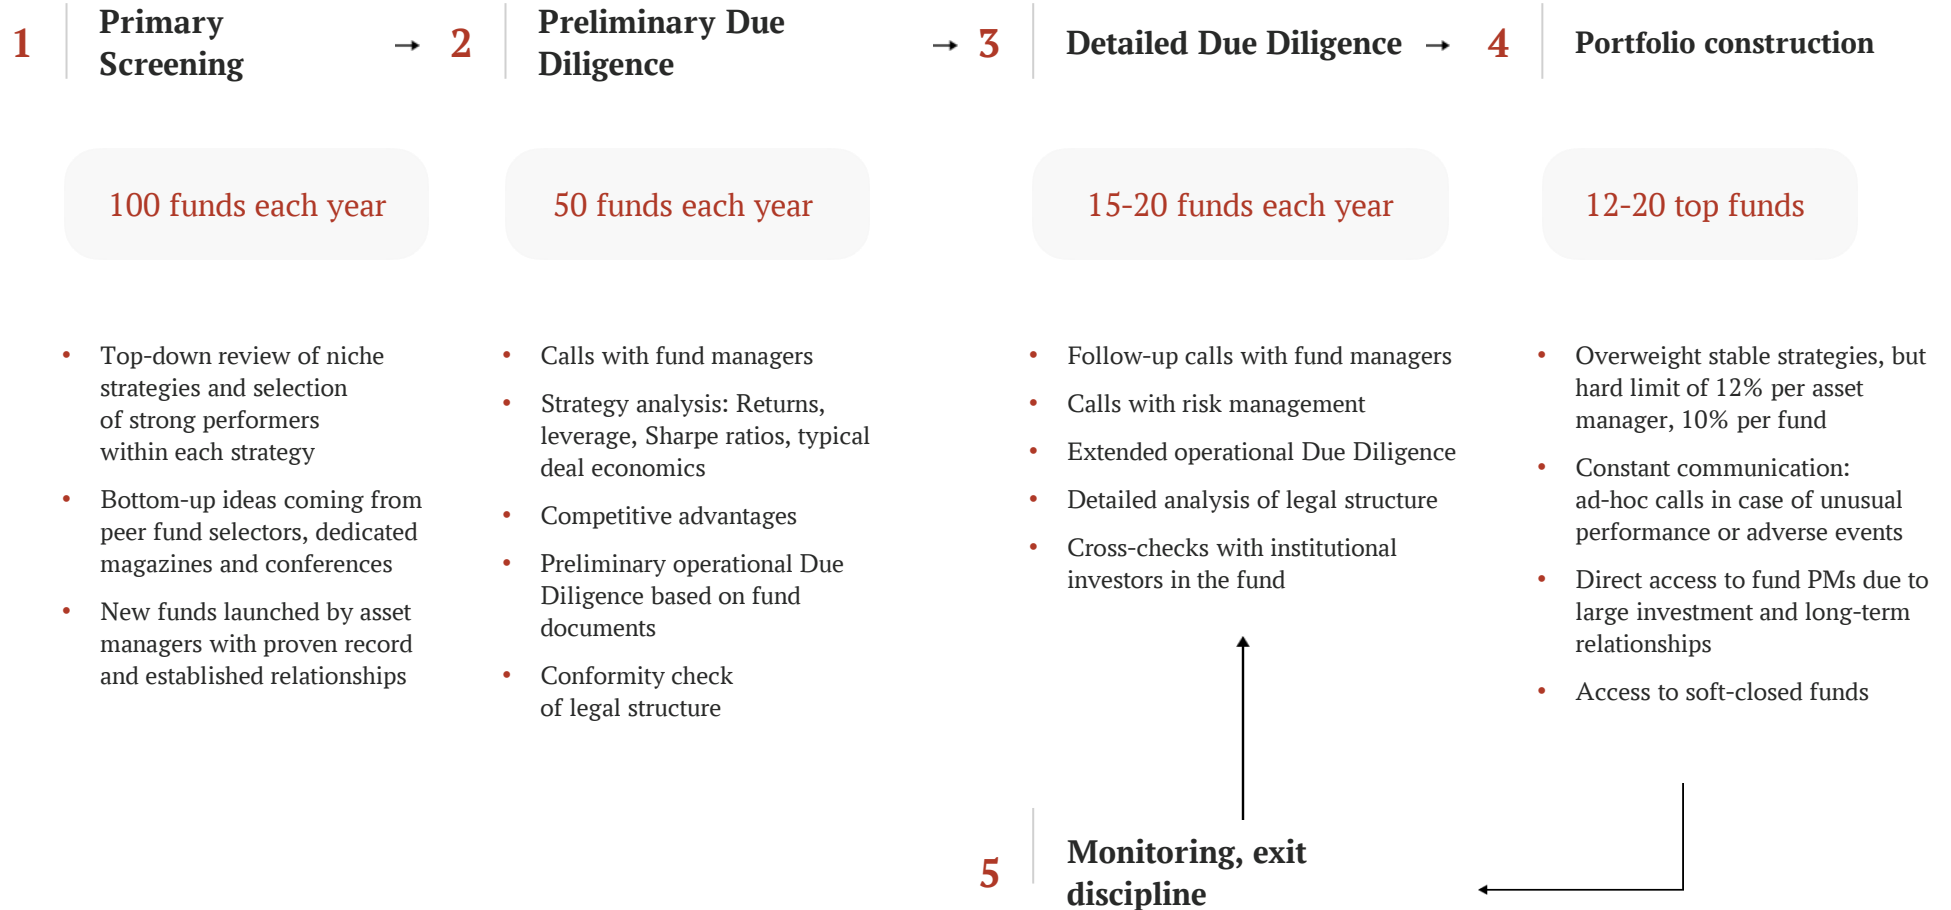 1
Primary
Screening
→
2
Preliminary Due
Diligence
→
3
Detailed Due Diligence
→
4
Portfolio construction
100 funds each year
50 funds each year
15-20 funds each year
12-20 top funds
• Top-down review of niche
strategies and selection
of strong performers
within each strategy
• Bottom-up ideas coming from
peer fund selectors, dedicated
magazines and conferences
• New funds launched by asset
managers with proven record
and established relationships
• Calls with fund managers
• Strategy analysis: Returns,
leverage, Sharpe ratios, typical
deal economics
• Competitive advantages
• Preliminary operational Due
Diligence based on fund
documents
• Conformity check
of legal structure
• Follow-up calls with fund managers
• Calls with risk management
• Extended operational Due Diligence
• Detailed analysis of legal structure
• Cross-checks with institutional
investors in the fund
• Overweight stable strategies, but
hard limit of 12% per asset
manager, 10% per fund
• Constant communication:
ad-hoc calls in case of unusual
performance or adverse events
• Direct access to fund PMs due to
large investment and long-term
relationships
• Access to soft-closed funds
5
Monitoring, exit
discipline